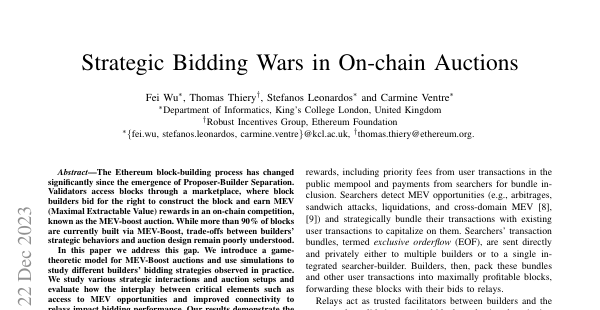 Strategic Bidding Wars in On-chain Auctions
Fei Wu*, Thomas Thiery†, Stefanos Leonardos* and Carmine Ventre*
*Department of Informatics, King's College London, United Kingdom
†Robust Incentives Group, Ethereum Foundation
*{fei.wu, stefanos.leonardos, carmine.ventre}@kcl.ac.uk, †thomas.thiery@ethereum.org.
22 Dec 2023
Abstract—The Ethereum block-building process has changed
significantly since the emergence of Proposer-Builder Separation.
Validators access blocks through a marketplace, where block
builders bid for the right to construct the block and earn MEV
(Maximal Extractable Value) rewards in an on-chain competition,
known as the MEV-boost auction. While more than 90% of blocks
are currently built via MEV-Boost, trade-offs between builders'
strategic behaviors and auction design remain poorly understood.
In this paper we address this gap. We introduce a game-
theoretic model for MEV-Boost auctions and use simulations to
study different builders' bidding strategies observed in practice.
We study various strategic interactions and auction setups and
evaluate how the interplay between critical elements such as
access to MEV opportunities and improved connectivity to
relays impact bidding performance. Our results demonstrate the
rewards, including priority fees from user transactions in the
public mempool and payments from searchers for bundle in-
clusion. Searchers detect MEV opportunities (e.g., arbitrages,
sandwich attacks, liquidations, and cross-domain MEV [8],
[9]) and strategically bundle their transactions with existing
user transactions to capitalize on them. Searchers' transaction
bundles, termed exclusive orderflow (EOF), are sent directly
and privately either to multiple builders or to a single in-
tegrated searcher-builder. Builders, then, pack these bundles
and other user transactions into maximally profitable blocks,
forwarding these blocks with bids to relays.
Relays act as trusted facilitators between builders and the